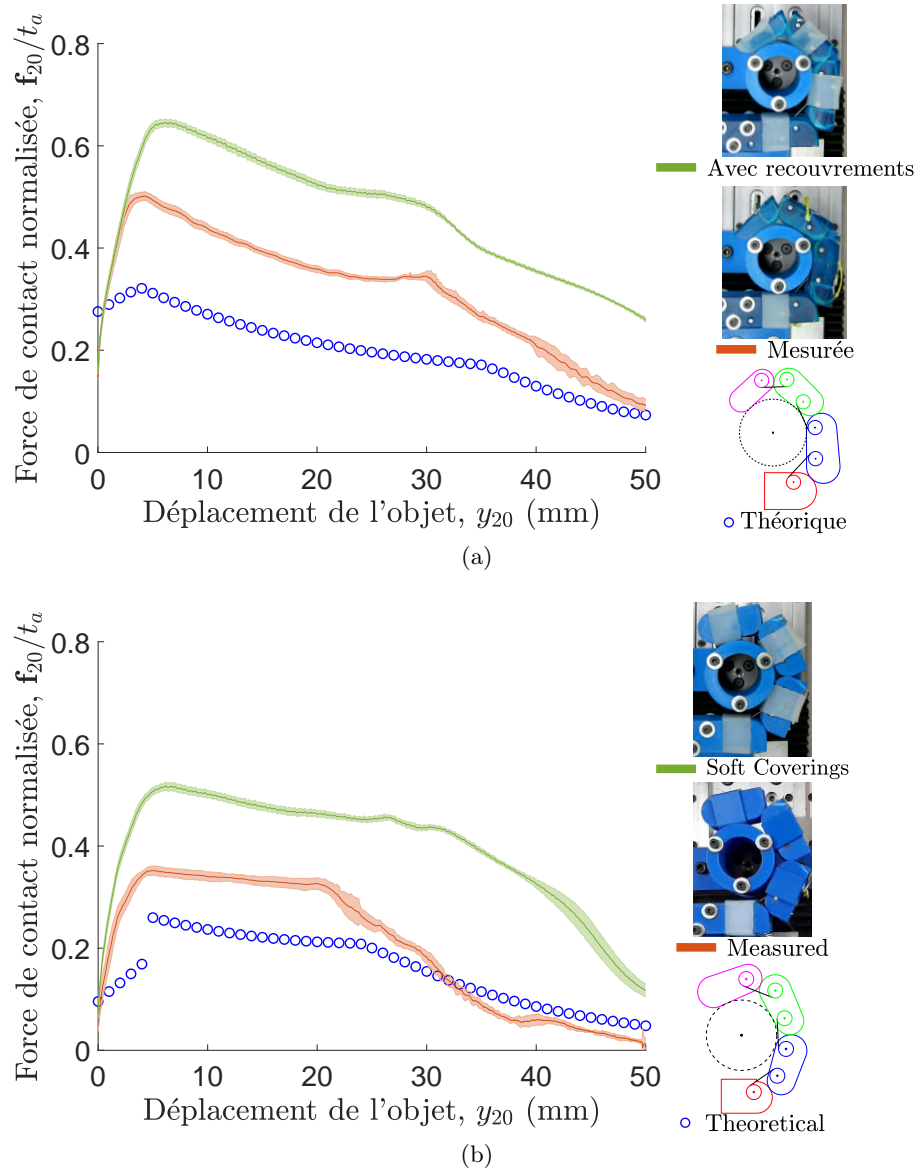 Force de contact normalisée, f₂₀/tₐ
0.8
0.6
0.4
0.2
0
0
10
20
30
40
50
Déplacement de l'objet, y₂₀ (mm)
Avec recouvrements
Mesurée
Théorique
(a)
Force de contact normalisée, f₂₀/tₐ
0.8
0.6
0.4
0.2
0
0
10
20
30
40
50
Déplacement de l'objet, y₂₀ (mm)
Soft Coverings
Measured
Theoretical
(b)